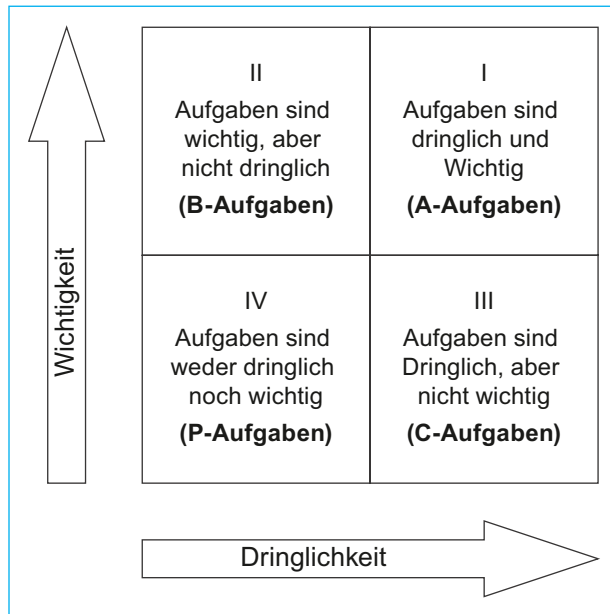 II
Aufgaben sind
wichtig, aber
nicht dringlich
(B-Aufgaben)
I
Aufgaben sind
dringlich und
Wichtig
(A-Aufgaben)
IV
Aufgaben sind
weder dringlich
noch wichtig
(P-Aufgaben)
III
Aufgaben sind
Dringlich, aber
nicht wichtig
(C-Aufgaben)
Wichtigkeit
Dringlichkeit